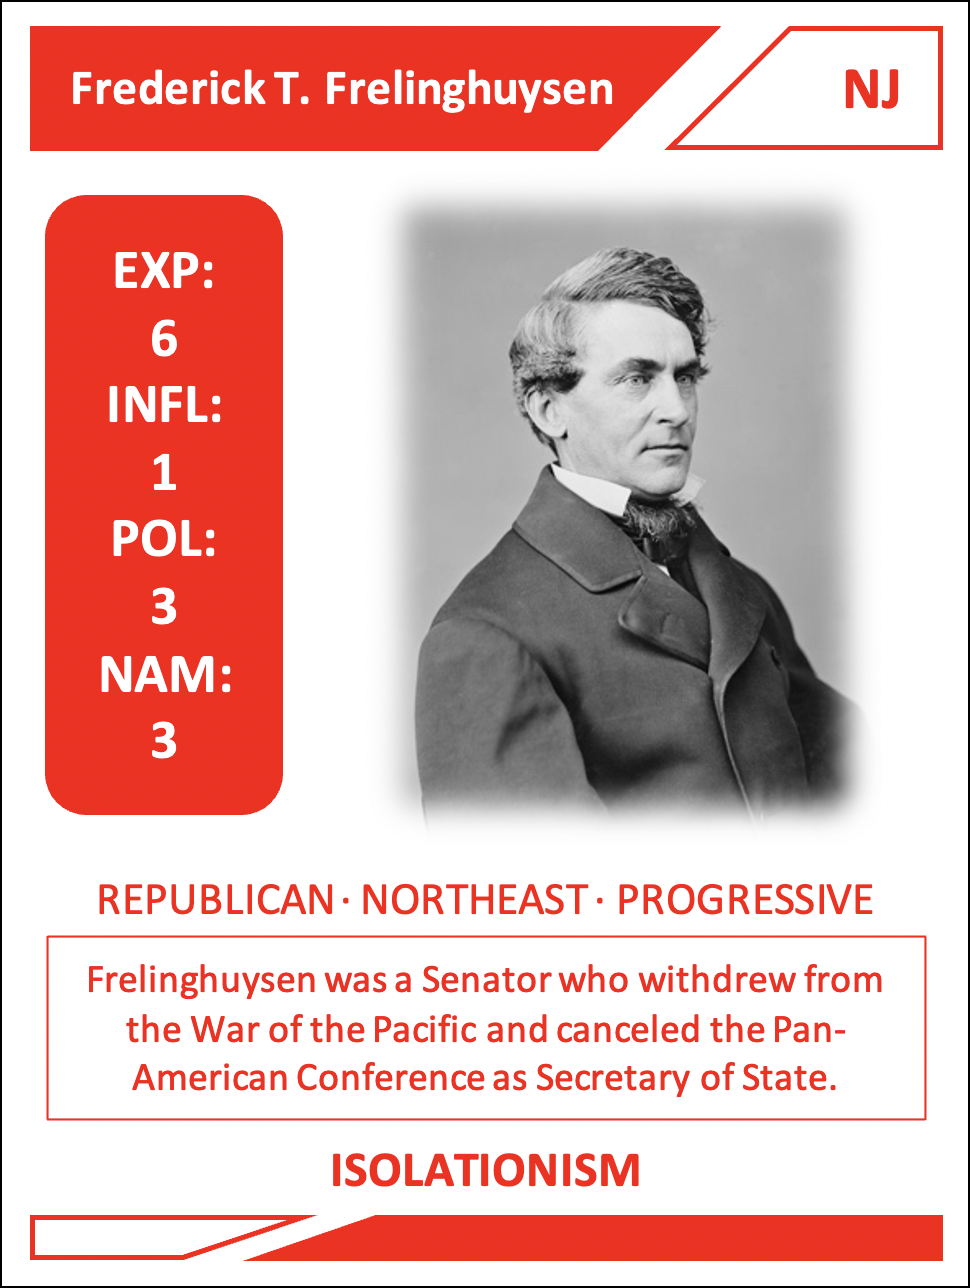 Frederick T. Frelinghuysen
NJ
EXP:
6
INFL:
1
POL:
3
NAM:
3
REPUBLICAN · NORTHEAST · PROGRESSIVE
Frelinghuysen was a Senator who withdrew from
the War of the Pacific and canceled the Pan-
American Conference as Secretary of State.
ISOLATIONISM